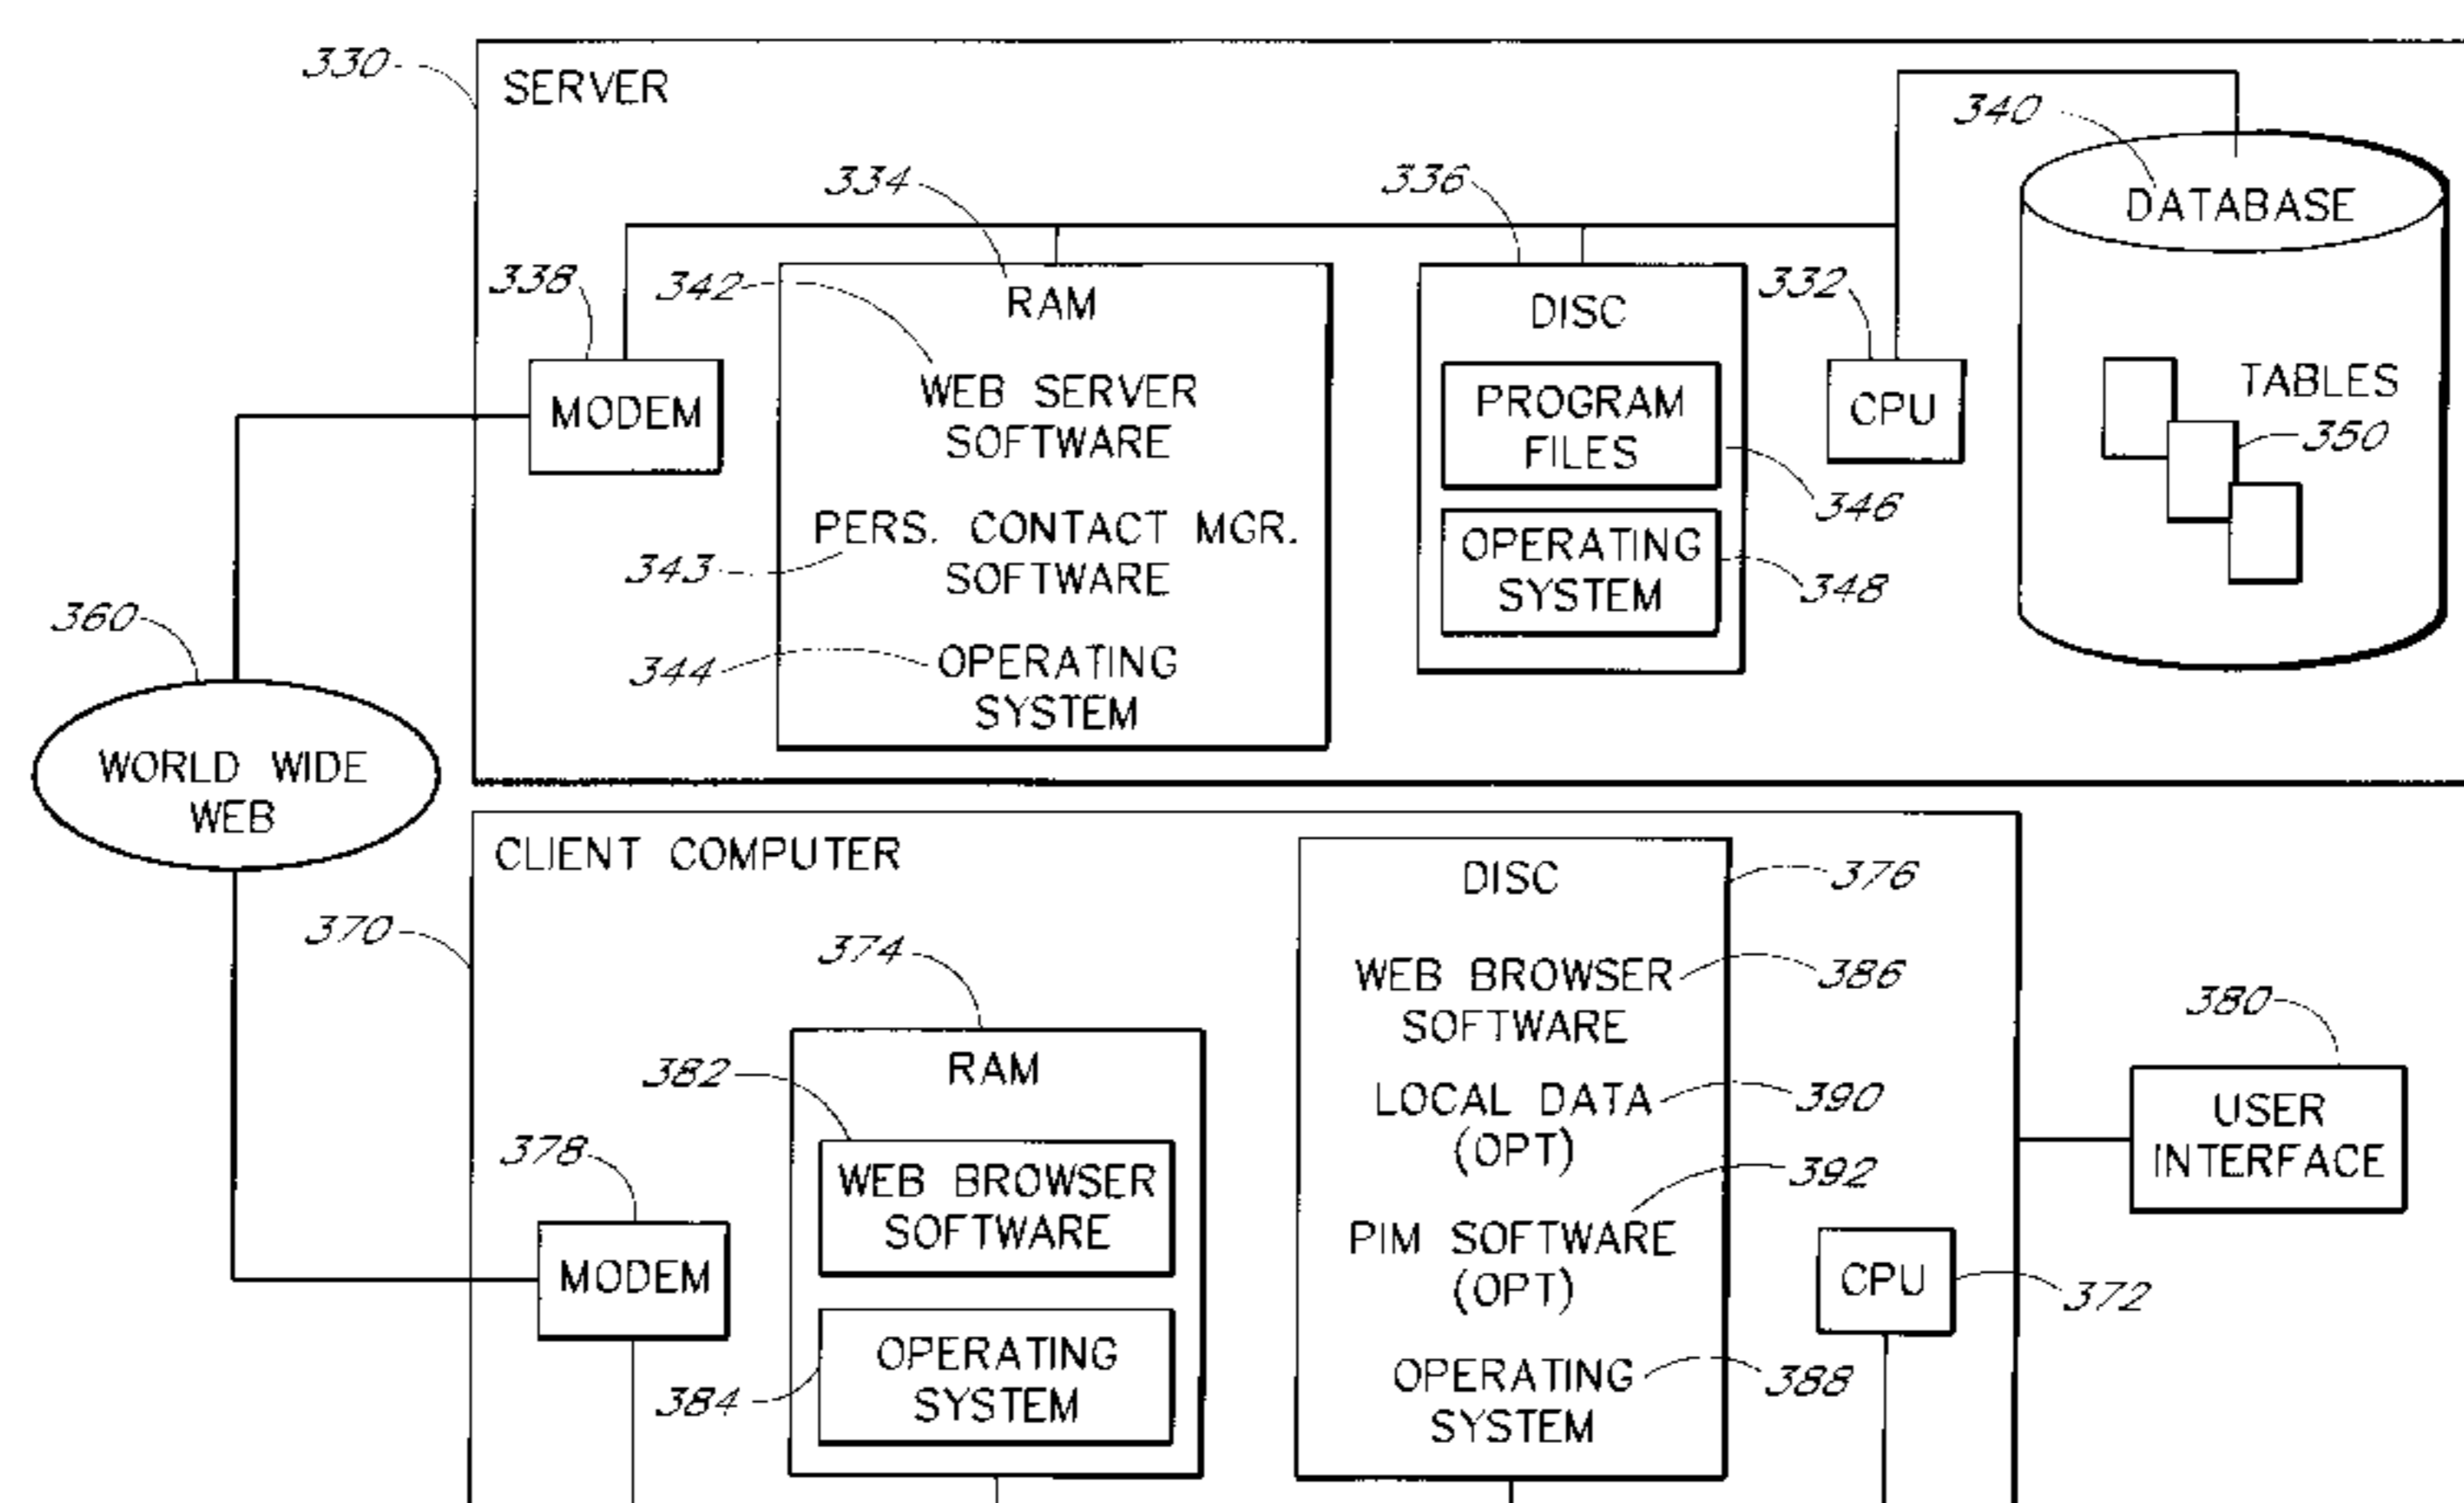 330
SERVER
340
DATABASE
334
336
338
342
RAM
DISC
332
MODEM
WEB SERVER
SOFTWARE
PROGRAM
FILES
CPU
TABLES
350
346
PERS. CONTACT MGR.
SOFTWARE
343
OPERATING
SYSTEM
348
344
OPERATING
SYSTEM
360
WORLD WIDE
WEB
CLIENT COMPUTER
370
DISC
376
374
WEB BROWSER
SOFTWARE
386
380
RAM
382
LOCAL DATA
(OPT)
390
USER
INTERFACE
378
WEB BROWSER
SOFTWARE
392
PIM SOFTWARE
(OPT)
MODEM
CPU
372
OPERATING
SYSTEM
384
OPERATING
SYSTEM
388